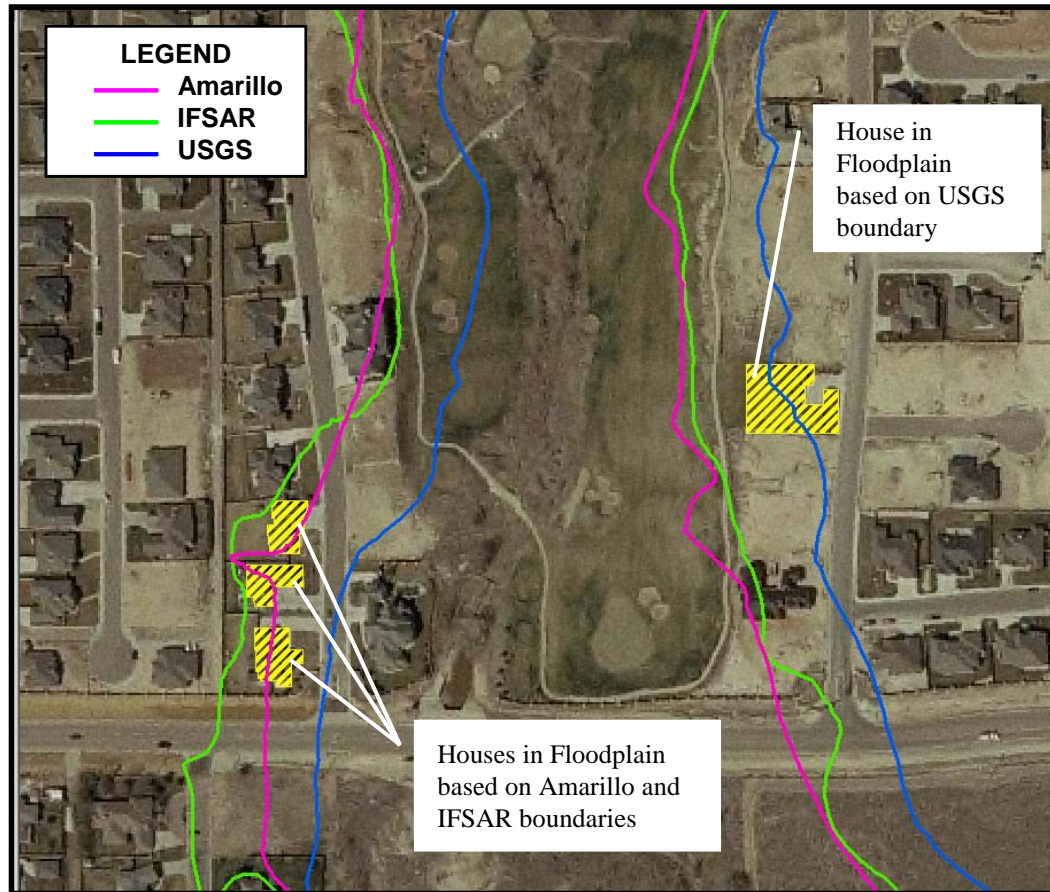 LEGEND
Amarillo
IFSAR
USGS
House in
Floodplain
based on USGS
boundary
Houses in Floodplain
based on Amarillo and
IFSAR boundaries